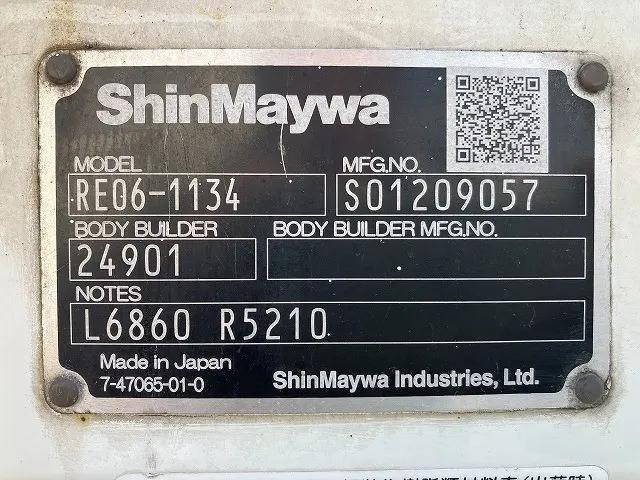 ShinMaywa
MODEL MFG.NO.
RE06-1134 S01209057
BODY BUILDER BODY BUILDER MFG.NO.
24901
NOTES
L6860 R5210
Made in Japan
7-47065-01-0 ShinMaywa Industries, Ltd.